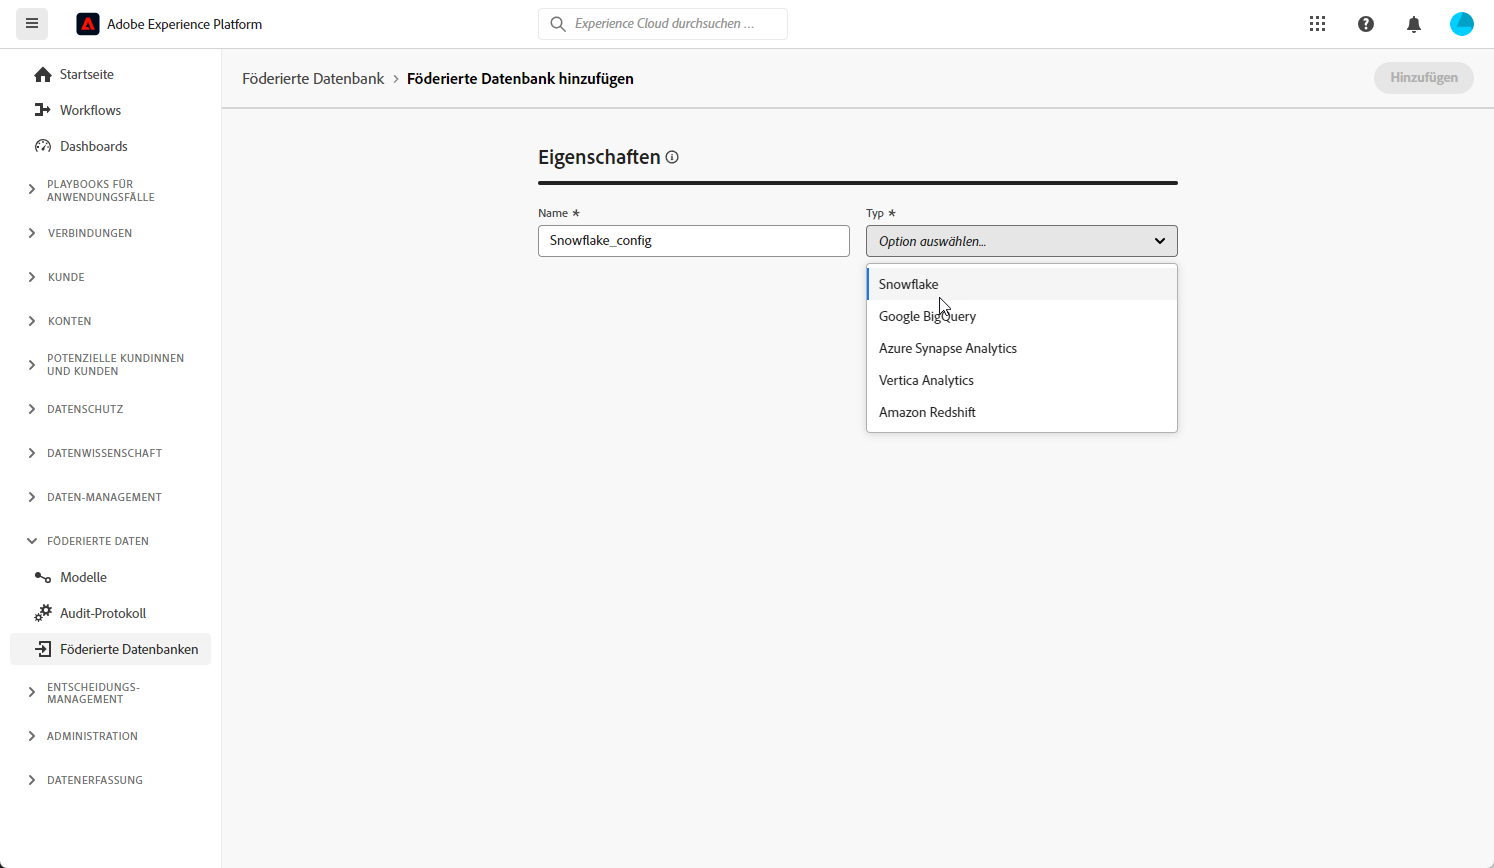 Adobe Experience Platform
Experience Cloud durchsuchen ...
Startseite
Workflows
Dashboards
PLAYBOOKS FÜR
ANWENDUNGSFÄLLE
VERBINDUNGEN
KUNDE
KONTEN
POTENZIELLE KUNDINNEN
UND KUNDEN
DATENSCHUTZ
DATENWISSENSCHAFT
DATEN-MANAGEMENT
FÖDERIERTE DATEN
Modelle
Audit-Protokoll
Föderierte Datenbanken
ENTSCHEIDUNGS-
MANAGEMENT
ADMINISTRATION
DATENERFASSUNG
Föderierte Datenbank > Föderierte Datenbank hinzufügen
Hinzufügen
Eigenschaften
Name *
Snowflake_config
Typ *
Option auswählen...
Snowflake
Google BigQuery
Azure Synapse Analytics
Vertica Analytics
Amazon Redshift